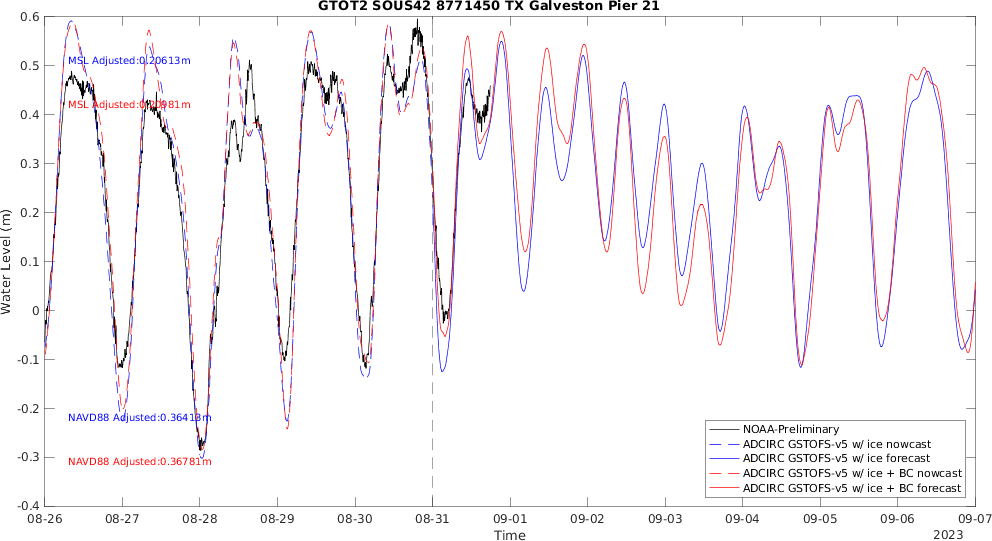 GTOT2 SOUS42 8771450 TX Galveston Pier 21
0.6
0.5
0.4
0.3
0.2
0.1
0
-0.1
-0.2
-0.3
-0.4
Water Level (m)
MSL Adjusted:0.20613m
MSL
NAVD88 Adjusted:0.36413m
NAVD88 Adjusted:0.36781m
NOAA-Preliminary
ADCIRC GSTOFS-v5 w/ ice nowcast
ADCIRC GSTOFS-v5 w/ ice forecast
ADCIRC GSTOFS-v5 w/ ice + BC nowcast
ADCIRC GSTOFS-v5 w/ ice + BC forecast
08-26 08-27 08-28 08-29 08-30 08-31 09-01 09-02 09-03 09-04 09-05 09-06 09-07
Time
2023